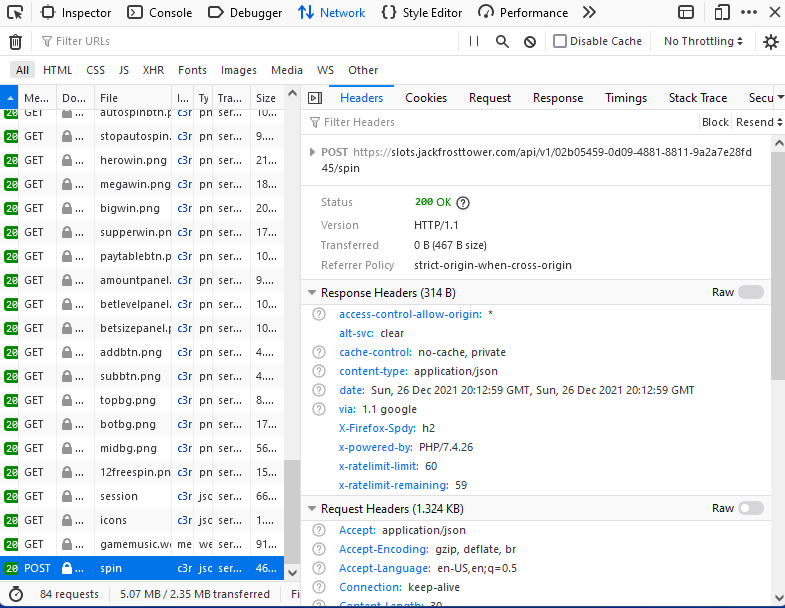 Inspector Console Debugger Network Style Editor Performance
Filter URLs Disable Cache No Throttling
All HTML CSS JS XHR Fonts Images Media WS Other
Me... Do... File I... Ty Tra... Size
Headers Cookies Request Response Timings Stack Trace Secu
Filter Headers Block Resend
20 GET ... autospinbtn.p c3r pn ser... 10...
20 GET ... stopautospin. c3r pn ser... 9....
20 GET ... herowin.png c3r pn ser... 21...
20 GET ... megawin.png c3r pn ser... 18...
20 GET ... bigwin.png c3r pn ser... 20...
20 GET ... supperwin.png c3r pn ser... 17...
20 GET ... paytablebtn.pn c3r pn ser... 10...
20 GET ... amountpanel. c3r pn ser... 9....
20 GET ... betlevelpanel. c3r pn ser... 10...
20 GET ... betsizepanel.p c3r pn ser... 10...
20 GET ... addbtn.png c3r pn ser... 4....
20 GET ... subbtn.png c3r pn ser... 4....
20 GET ... topbg.png c3r pn ser... 8....
20 GET ... botbg.png c3r pn ser... 17...
20 GET ... midbg.png c3r pn ser... 56...
20 GET ... 12freespin.pn c3r pn ser... 15...
20 GET ... session c3r jsc ser... 66...
20 GET ... icons c3r jsc ser... 1....
20 GET ... gamemusic.we c3r me we ser... 91...
20 POST ... spin c3r jsc ser... 46...
84 requests 5.07 MB / 2.35 MB transferred Fi
POST https://slots.jackfrosttower.com/api/v1/02b05459-0d09-4881-8811-9a2a7e28fd
45/spin
Status 200 OK
Version HTTP/1.1
Transferred 0 B (467 B size)
Referrer Policy strict-origin-when-cross-origin
Response Headers (314 B) Raw
access-control-allow-origin: *
alt-svc: clear
cache-control: no-cache, private
content-type: application/json
date: Sun, 26 Dec 2021 20:12:59 GMT, Sun, 26 Dec 2021 20:12:59 GMT
via: 1.1 google
X-Firefox-Spdy: h2
x-powered-by: PHP/7.4.26
x-ratelimit-limit: 60
x-ratelimit-remaining: 59
Request Headers (1.324 KB) Raw
Accept: application/json
Accept-Encoding: gzip, deflate, br
Accept-Language: en-US,en;q=0.5
Connection: keep-alive
Content-Length: 30